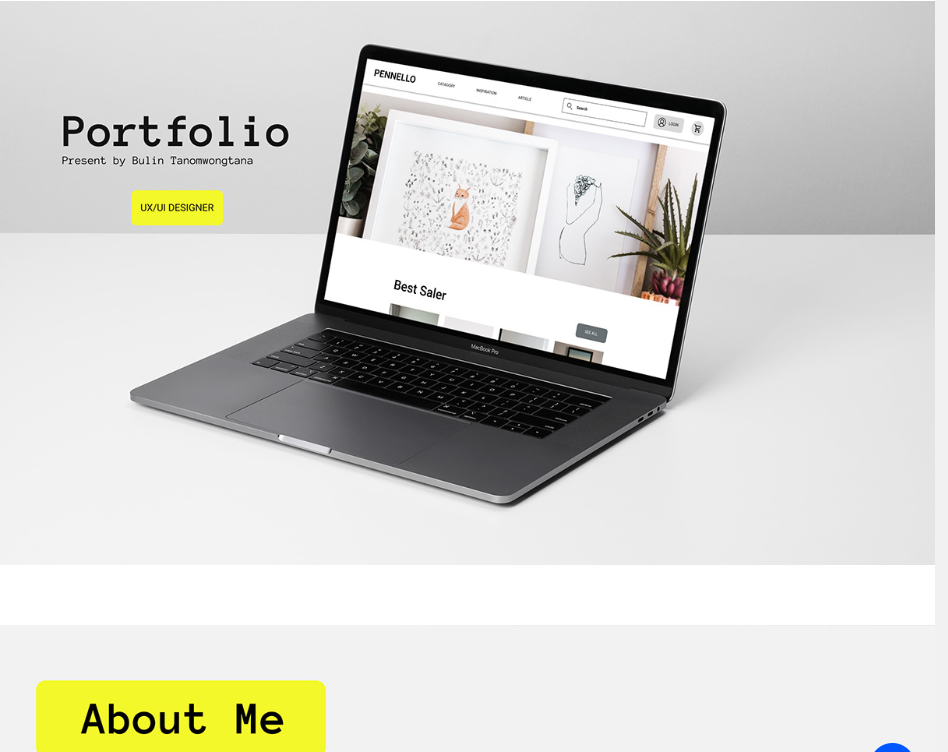 Portfolio
Present by Bulin Tanomwongtana
UX/UI DESIGNER
PENNELLO
CATAGORY
INSPIRATION
ARTICLE
Search
LOGIN
Best Saler
SEE ALL
MacBook Pro
About Me